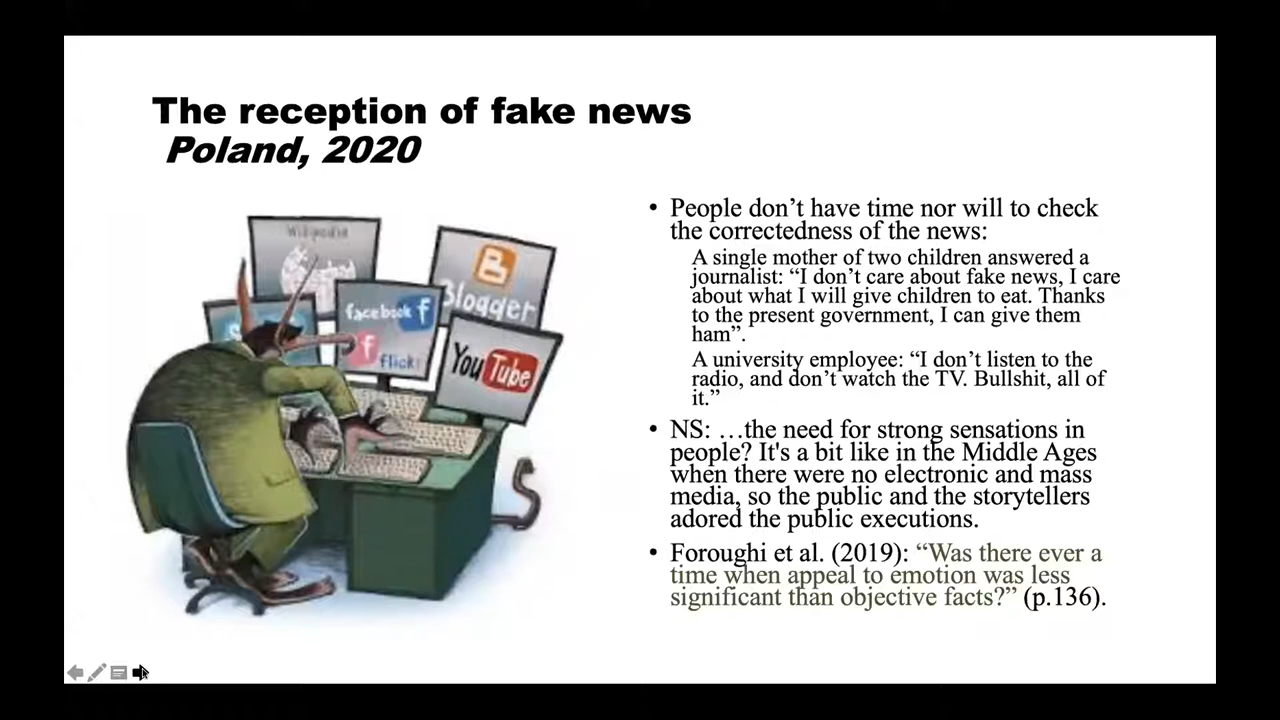 The reception of fake news
Poland, 2020
Wikipedia
Blogger
facebook f
flickr
You Tube
• People don’t have time nor will to check
the correctedness of the news:
A single mother of two children answered a
journalist: “I don’t care about fake news, I care
about what I will give children to eat. Thanks
to the present government, I can give them
ham”.
A university employee: “I don’t listen to the
radio, and don’t watch the TV. Bullshit, all of
it.”
• NS: …the need for strong sensations in
people? It's a bit like in the Middle Ages
when there were no electronic and mass
media, so the public and the storytellers
adored the public executions.
• Foroughi et al. (2019): “Was there ever a
time when appeal to emotion was less
significant than objective facts?” (p.136).